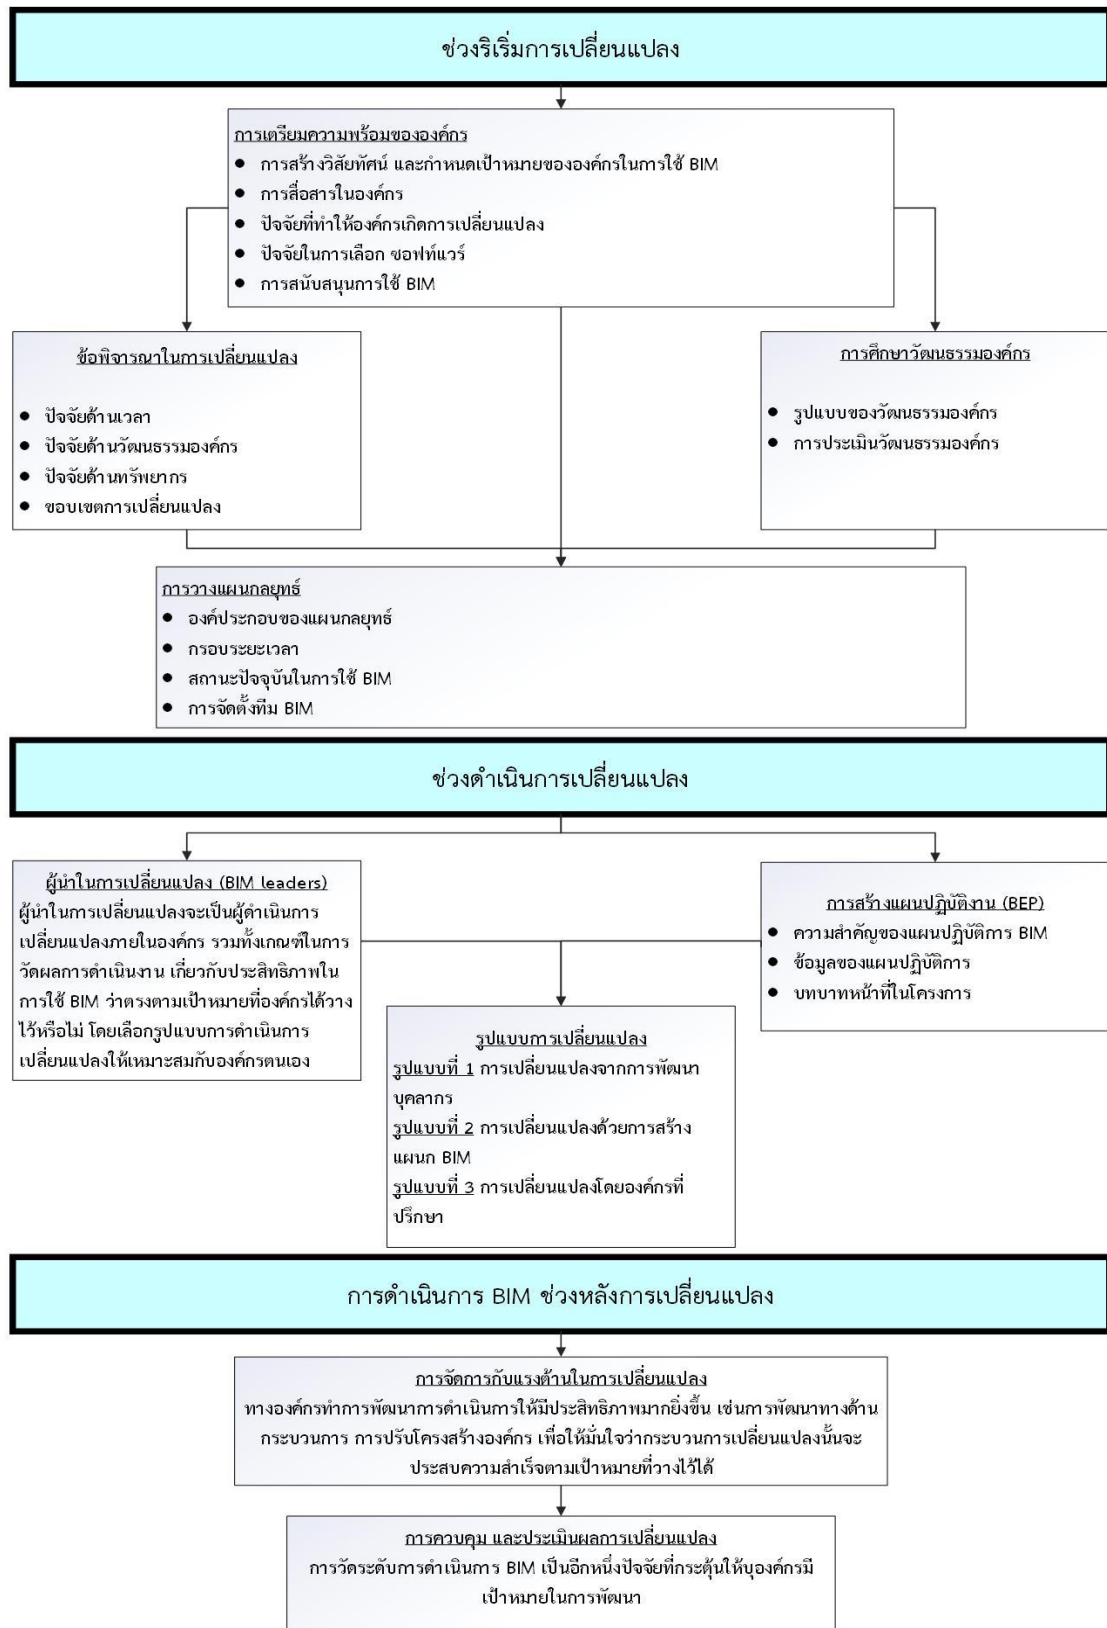 ช่วงริเริ่มการเปลี่ยนแปลง
การเตรียมความพร้อมขององค์กร
● การสร้างวิสัยทัศน์ และกำหนดเป้าหมายขององค์กรในการใช้ BIM
● การสื่อสารในองค์กร
● ปัจจัยที่ทำให้องค์กรเกิดการเปลี่ยนแปลง
● ปัจจัยในการเลือก ซอฟท์แวร์
● การสนับสนุนการใช้ BIM
ข้อพิจารณาในการเปลี่ยนแปลง
● ปัจจัยด้านเวลา
● ปัจจัยด้านวัฒนธรรมองค์กร
● ปัจจัยด้านทรัพยากร
● ขอบเขตการเปลี่ยนแปลง
การศึกษาวัฒนธรรมองค์กร
● รูปแบบของวัฒนธรรมองค์กร
● การประเมินวัฒนธรรมองค์กร
การวางแผนกลยุทธ์
● องค์ประกอบของแผนกลยุทธ์
● กรอบระยะเวลา
● สถานะปัจจุบันในการใช้ BIM
● การจัดตั้งทีม BIM
ช่วงดำเนินการเปลี่ยนแปลง
ผู้นำในการเปลี่ยนแปลง (BIM leaders)
ผู้นำในการเปลี่ยนแปลงจะเป็นผู้ดำเนินการ
เปลี่ยนแปลงภายในองค์กร รวมทั้งเกณฑ์ในการ
วัดผลการดำเนินงาน เกี่ยวกับประสิทธิภาพใน
การใช้ BIM ว่าตรงตามเป้าหมายที่องค์กรได้วาง
ไว้หรือไม่ โดยเลือกรูปแบบการดำเนินการ
เปลี่ยนแปลงให้เหมาะสมกับองค์กรตนเอง
การสร้างแผนปฏิบัติงาน (BEP)
● ความสำคัญของแผนปฏิบัติการ BIM
● ข้อมูลของแผนปฏิบัติการ
● บทบาทหน้าที่ในโครงการ
รูปแบบการเปลี่ยนแปลง
รูปแบบที่ 1 การเปลี่ยนแปลงจากการพัฒนา
บุคลากร
รูปแบบที่ 2 การเปลี่ยนแปลงด้วยการสร้าง
แผนก BIM
รูปแบบที่ 3 การเปลี่ยนแปลงโดยองค์กรที่
ปรึกษา
การดำเนินการ BIM ช่วงหลังการเปลี่ยนแปลง
การจัดการกับแรงต้านในการเปลี่ยนแปลง
ทางองค์กรทำการพัฒนาการดำเนินการให้มีประสิทธิภาพมากยิ่งขึ้น เช่นการพัฒนาทางด้าน
กระบวนการ การปรับโครงสร้างองค์กร เพื่อให้มั่นใจว่ากระบวนการเปลี่ยนแปลงนั้นจะ
ประสบความสำเร็จตามเป้าหมายที่วางไว้ได้
การควบคุม และประเมินผลการเปลี่ยนแปลง
การวัดระดับการดำเนินการ BIM เป็นอีกหนึ่งปัจจัยที่กระตุ้นให้บุองค์กรมี
เป้าหมายในการพัฒนา